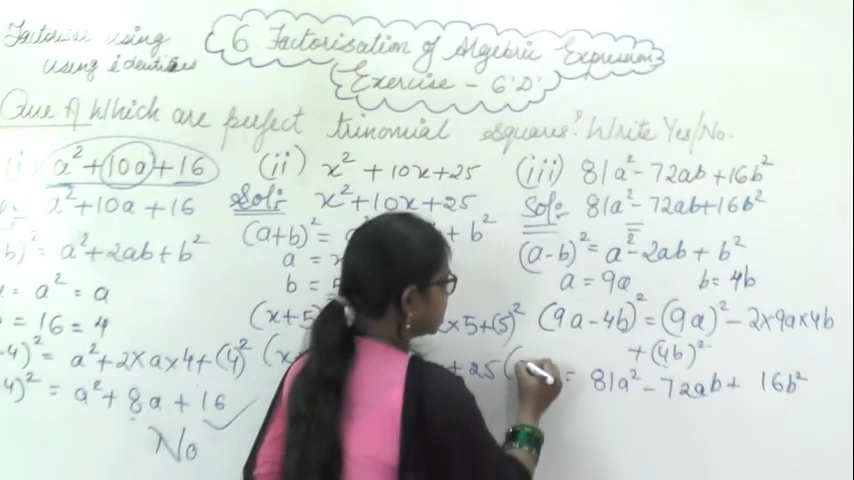 Factorise using
using identities
6 Factorisation of Algebric Expressions
Exercise - 6'D'
Que A Which are perfect trinomial squares? Write Yes/No.
(i) a² + 10a + 16
x² + 10a + 16
b)² = a² + 2ab + b²
= a² = a
= 16 = 4
-4)² = a² + 2×a×4 + (4)²
4)² = a² + 8a + 16
No
(ii) x² + 10x + 25
Sol:- x² + 10x + 25
(a+b)² = a² + b²
a = x
b = 5
(x+5) ×5 + (5)²
(x + 25
(iii) 81a² - 72ab + 16b²
Sol:- 81a² - 72ab + 16b²
(a-b)² = a² - 2ab + b²
a = 9a b = 4b
(9a - 4b)² = (9a)² - 2×9a×4b
+ (4b)²
( = 81a² - 72ab + 16b²